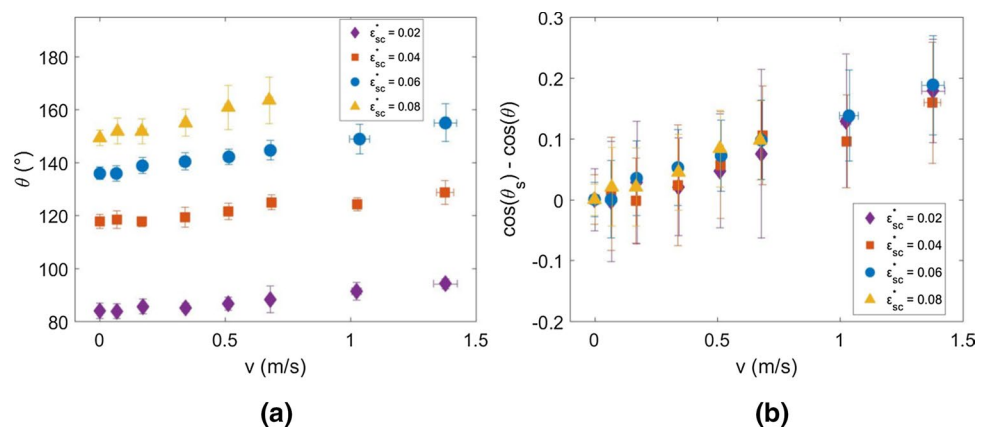 180
160
140
120
100
80
θ (°)
0
0.5
1
1.5
v (m/s)
ε*sc = 0.02
ε*sc = 0.04
ε*sc = 0.06
ε*sc = 0.08
(a)
0.3
0.2
0.1
0
-0.1
-0.2
cos(θs) - cos(θ)
0
0.5
1
1.5
v (m/s)
ε*sc = 0.02
ε*sc = 0.04
ε*sc = 0.06
ε*sc = 0.08
(b)